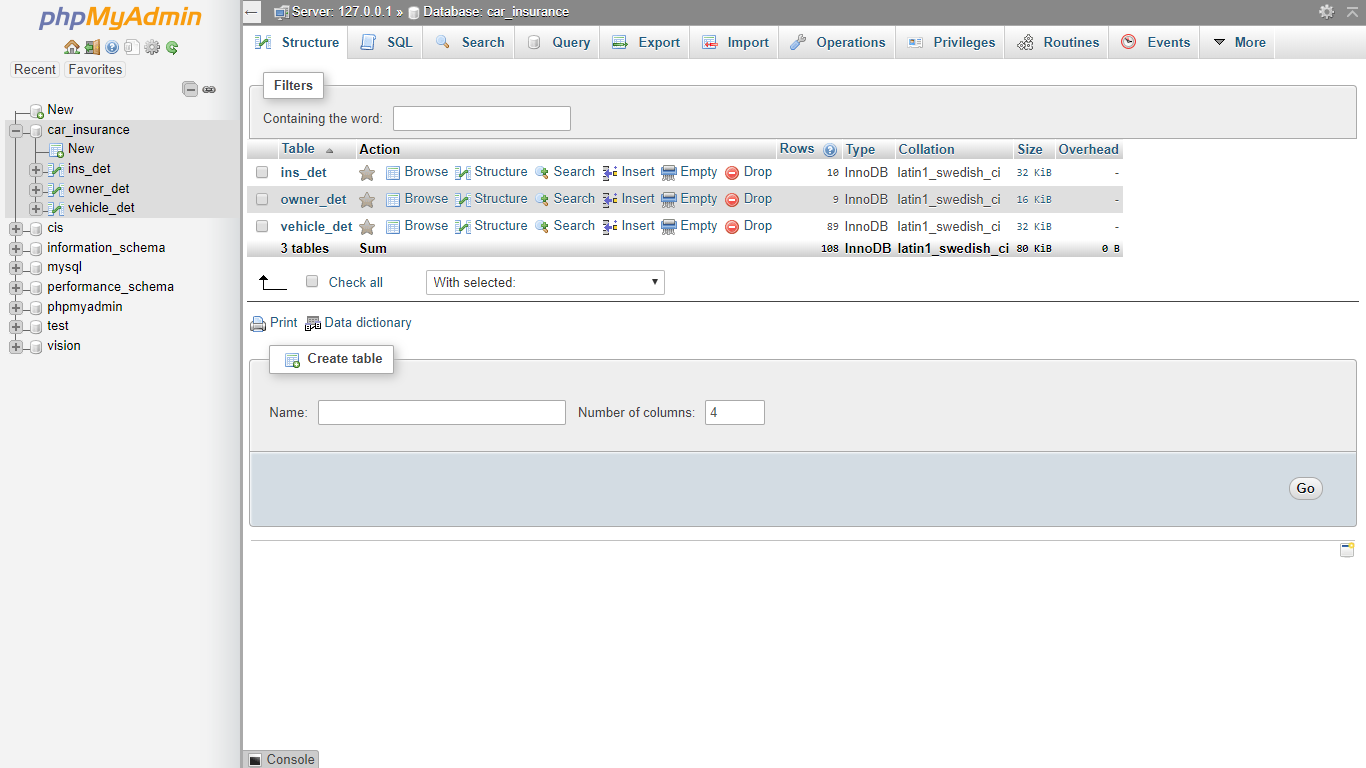 phpMyAdmin
Recent Favorites
New
car_insurance
New
ins_det
owner_det
vehicle_det
cis
information_schema
mysql
performance_schema
phpmyadmin
test
vision
Server: 127.0.0.1 » Database: car_insurance
Structure SQL Search Query Export Import Operations Privileges Routines Events More
Filters
Containing the word:
Table Action Rows Type Collation Size Overhead
ins_det Browse Structure Search Insert Empty Drop 10 InnoDB latin1_swedish_ci 32 KiB -
owner_det Browse Structure Search Insert Empty Drop 9 InnoDB latin1_swedish_ci 16 KiB -
vehicle_det Browse Structure Search Insert Empty Drop 89 InnoDB latin1_swedish_ci 32 KiB -
3 tables Sum 108 InnoDB latin1_swedish_ci 80 KiB 0 B
Check all With selected:
Print Data dictionary
Create table
Name: Number of columns: 4
Go
Console